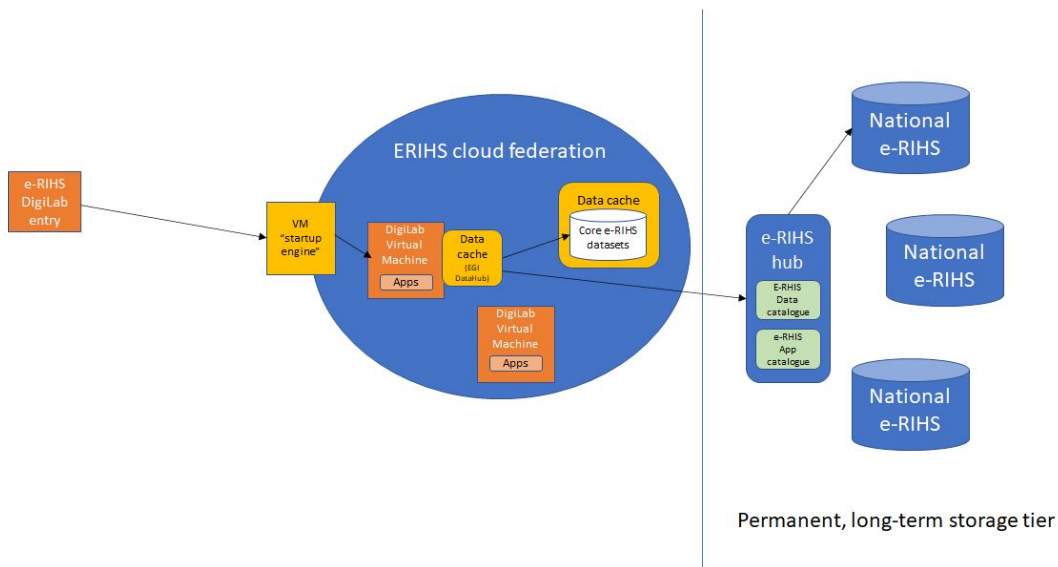 e-RIHS
DigiLab
entry
ERIHS cloud federation
VM
“startup
engine”
DigiLab
Virtual
Machine
Apps
Data
cache
(EGI
DataHub)
Data cache
Core e-RIHS
datasets
DigiLab
Virtual
Machine
Apps
National
e-RIHS
e-RIHS
hub
E-RHIS
Data
catalogue
e-RHIS
App
catalogue
National
e-RIHS
National
e-RIHS
Permanent, long-term storage tier